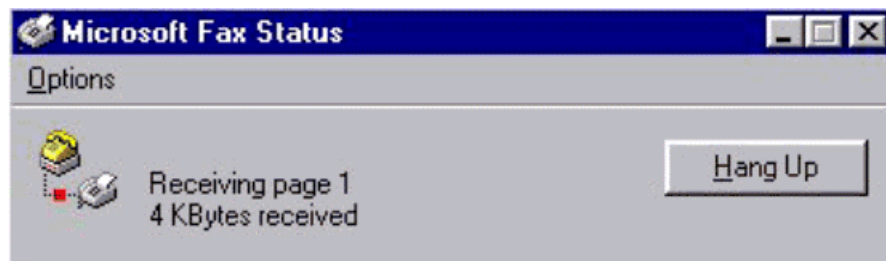 Microsoft Fax Status
Options
Hang Up
Receiving page 1
4 KBytes received